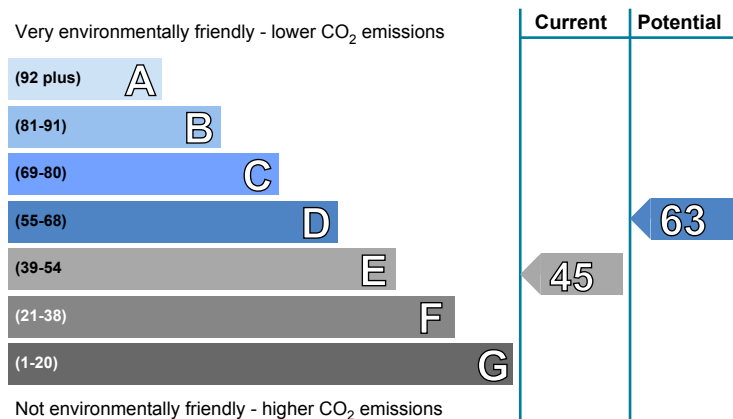 Very environmentally friendly - lower CO₂ emissions
Current
Potential
(92 plus) A
(81-91) B
(69-80) C
(55-68) D
63
(39-54 E
45
(21-38) F
(1-20) G
Not environmentally friendly - higher CO₂ emissions